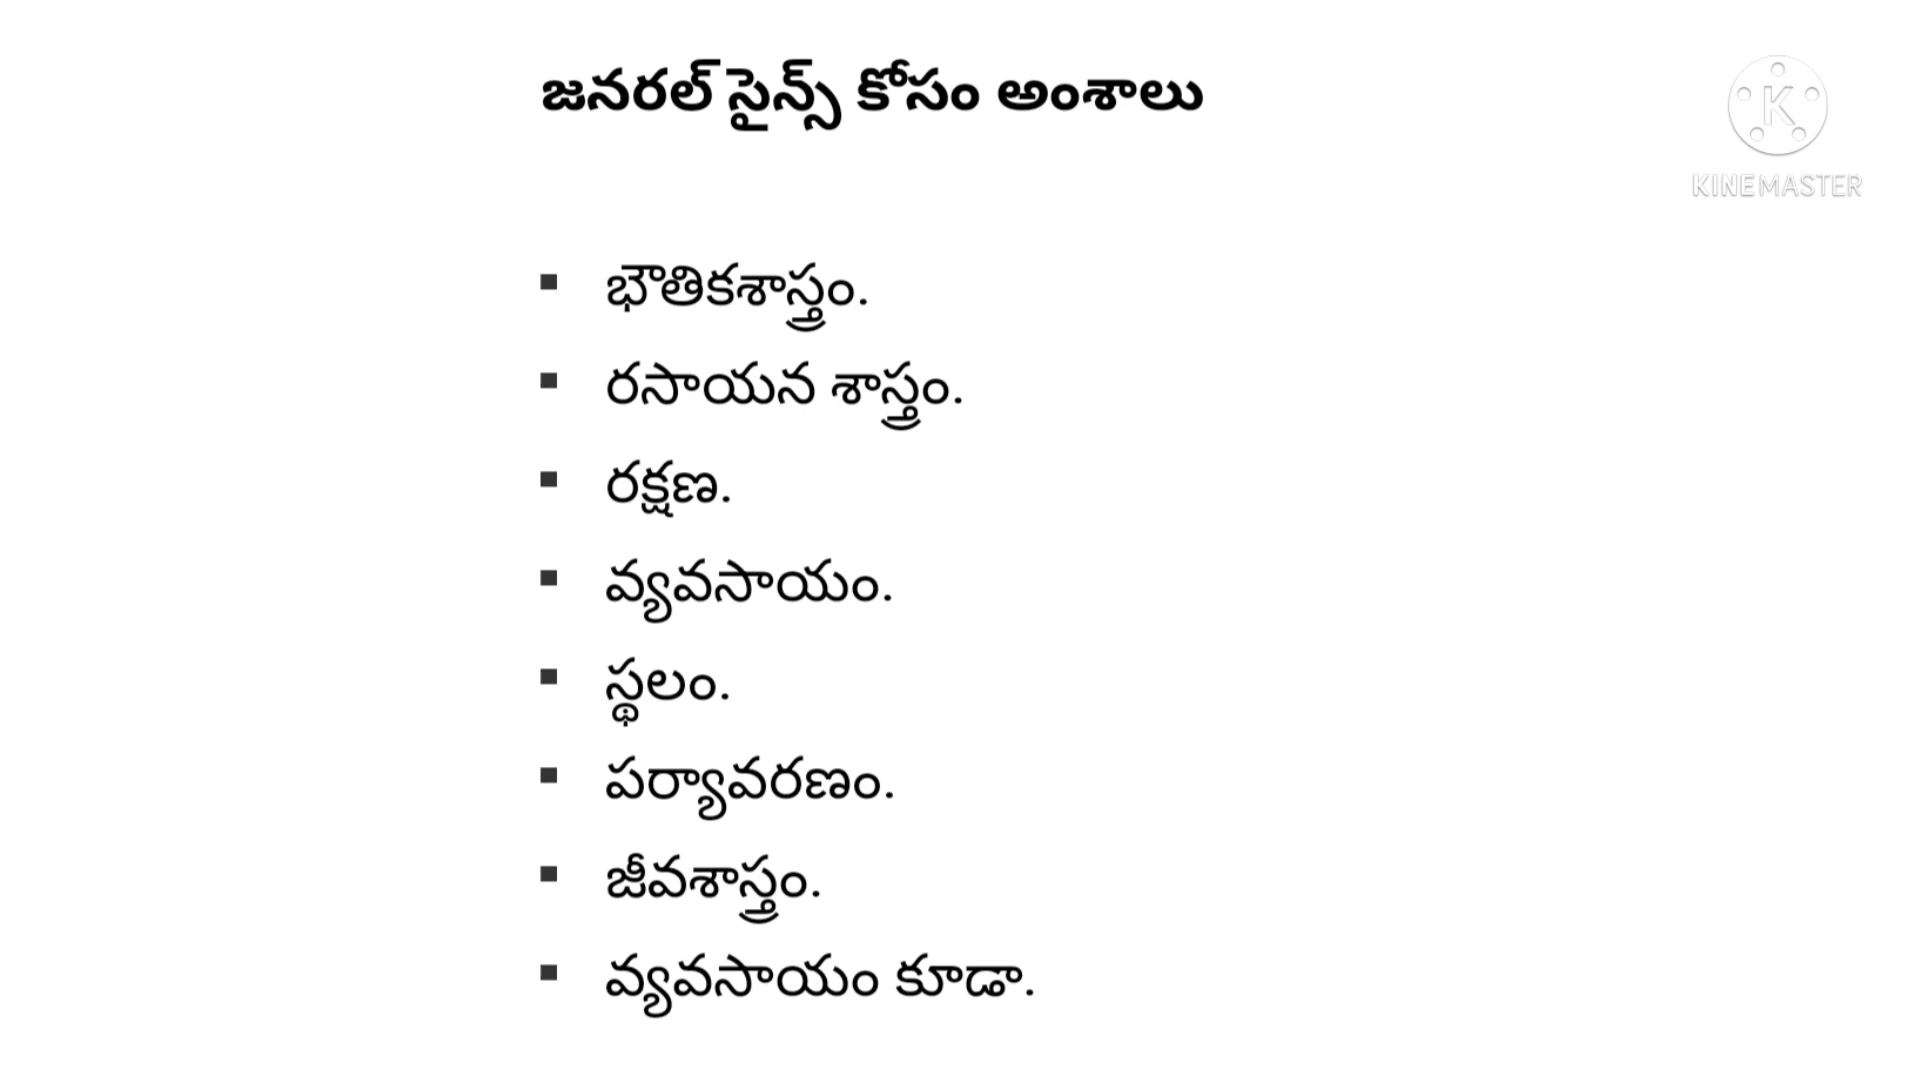 జనరల్ సైన్స్ కోసం అంశాలు
KINEMASTER
▪ భౌతికశాస్త్రం.
▪ రసాయన శాస్త్రం.
▪ రక్షణ.
▪ వ్యవసాయం.
▪ స్థలం.
▪ పర్యావరణం.
▪ జీవశాస్త్రం.
▪ వ్యవసాయం కూడా.